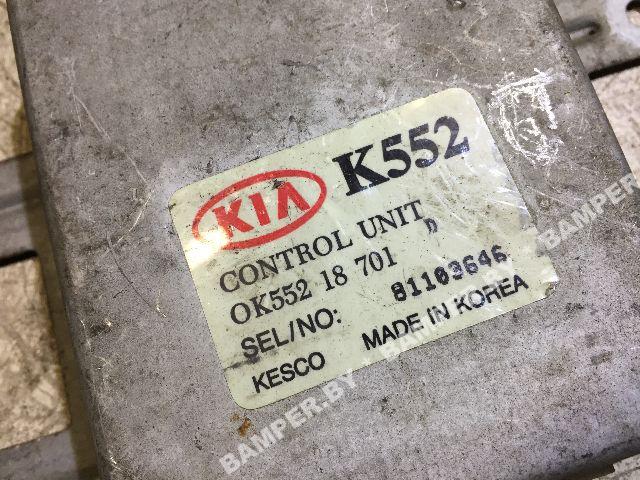 KIA K552
CONTROL UNIT
OK552 18 701 "
SEL/NO: 81103646
KESCO MADE IN KOREA
BAMPER.BY - BAMPER.BY - BAMPER.BY